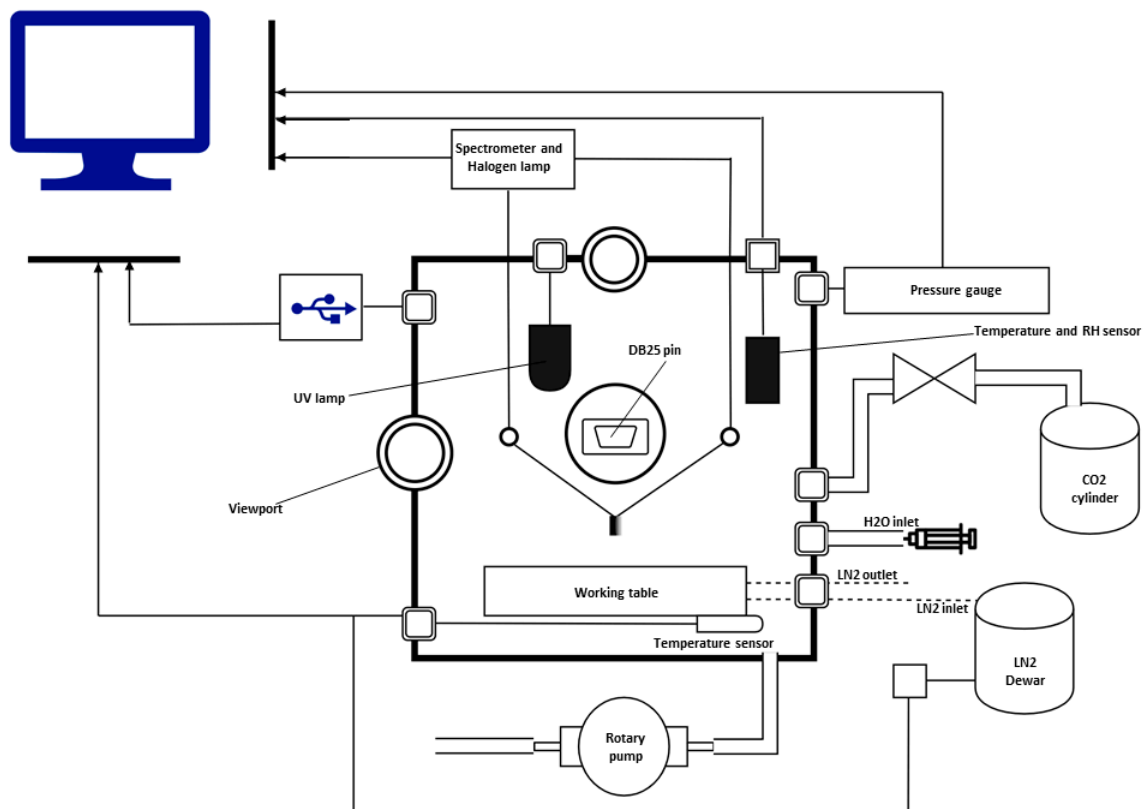 Spectrometer and
Halogen lamp
Pressure gauge
Temperature and RH sensor
DB25 pin
UV lamp
CO2
cylinder
Viewport
H2O inlet
LN2 outlet
Working table
LN2 inlet
Temperature sensor
LN2
Dewar
Rotary
pump